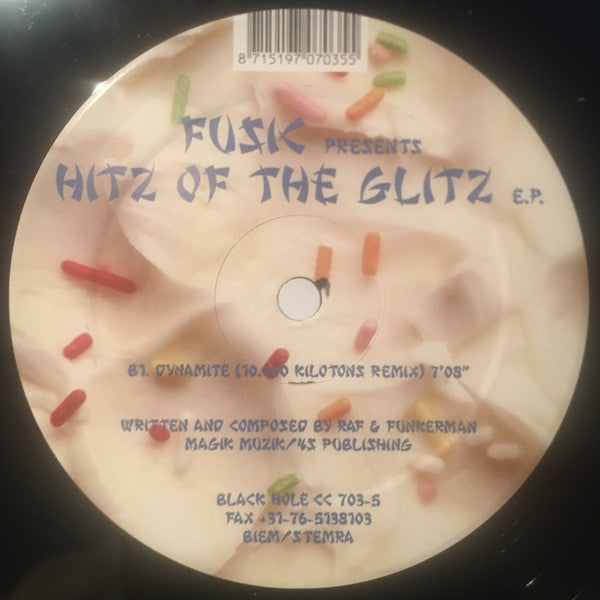 8 715197 070355
FUSK PRESENTS
HITZ OF THE GLITZ E.P.
B1. DYNAMITE (10.000 KILOTONS REMIX) 7'08"
WRITTEN AND COMPOSED BY RAF & FUNKERMAN
MAGIK MUZIK/4S PUBLISHING
BLACK HOLE CC 703-5
FAX +31-76-5138103
BIEM/STEMRA